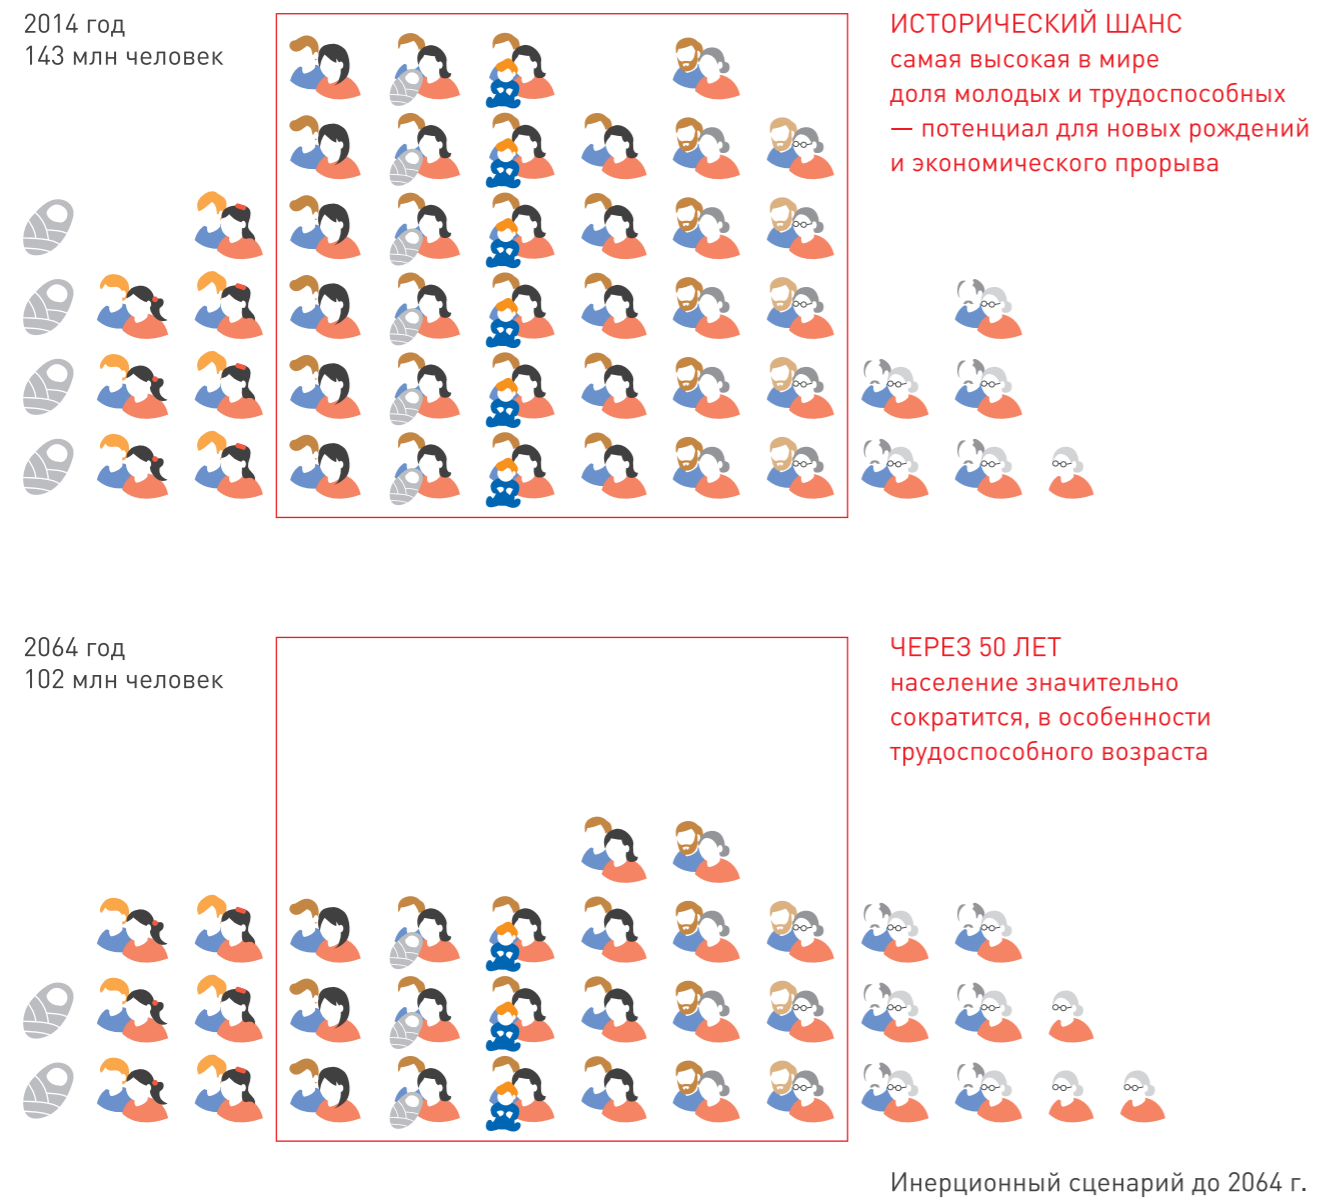 2014 год
143 млн человек
ИСТОРИЧЕСКИЙ ШАНС
самая высокая в мире
доля молодых и трудоспособных
— потенциал для новых рождений
и экономического прорыва
2064 год
102 млн человек
ЧЕРЕЗ 50 ЛЕТ
население значительно
сократится, в особенности
трудоспособного возраста
Инерционный сценарий до 2064 г.